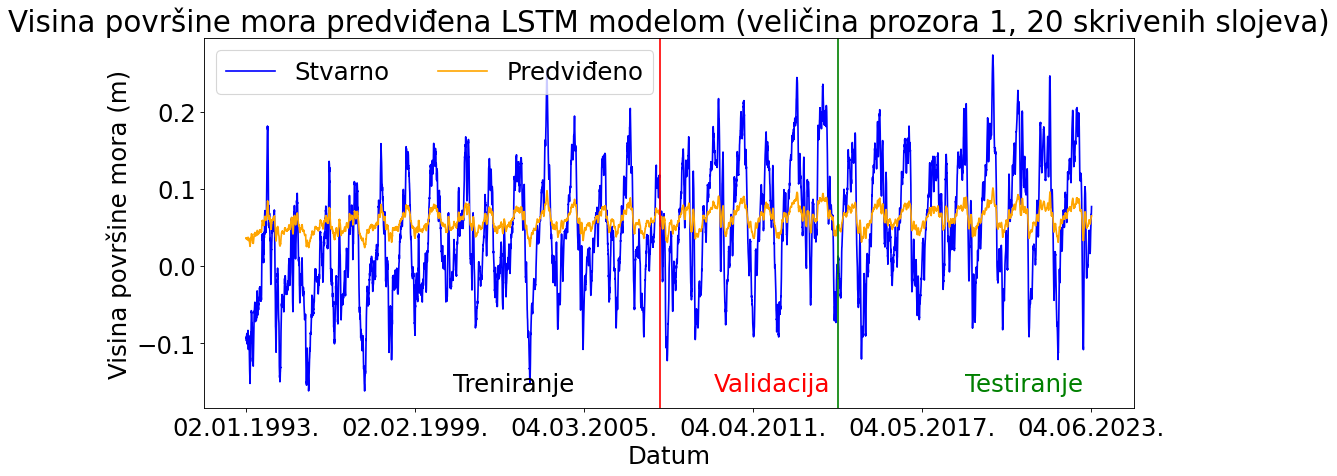 Visina površine mora predviđena LSTM modelom (veličina prozora 1, 20 skrivenih slojeva)
Stvarno
Predviđeno
Visina površine mora (m)
0.2
0.1
0.0
−0.1
Treniranje
Validacija
Testiranje
02.01.1993.
02.02.1999.
04.03.2005.
04.04.2011.
04.05.2017.
04.06.2023.
Datum